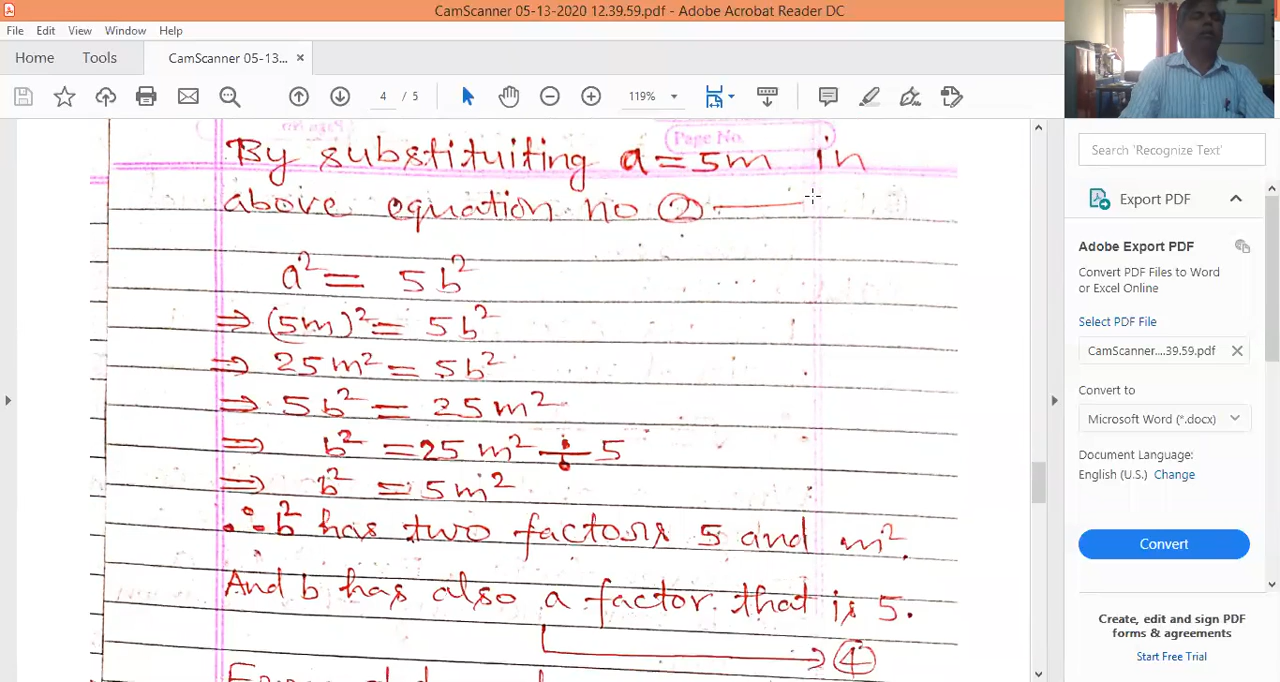 CamScanner 05-13-2020 12.39.59.pdf - Adobe Acrobat Reader DC
File Edit View Window Help
Home Tools CamScanner 05-13... ×
4 / 5 119%
Page No.
By substituiting a = 5m in
above equation no ②
a² = 5b²
⇒ (5m)² = 5b²
⇒ 25m² = 5b²
⇒ 5b² = 25m²
⇒ b² = 25m² ÷ 5
⇒ b² = 5m²
∴ b² has two factors 5 and m².
And b has also a factor that is 5.
④
Search 'Recognize Text'
Export PDF
Adobe Export PDF
Convert PDF Files to Word
or Excel Online
Select PDF File
CamScanner....39.59.pdf ×
Convert to
Microsoft Word (*.docx)
Document Language:
English (U.S.) Change
Convert
Create, edit and sign PDF
forms & agreements
Start Free Trial